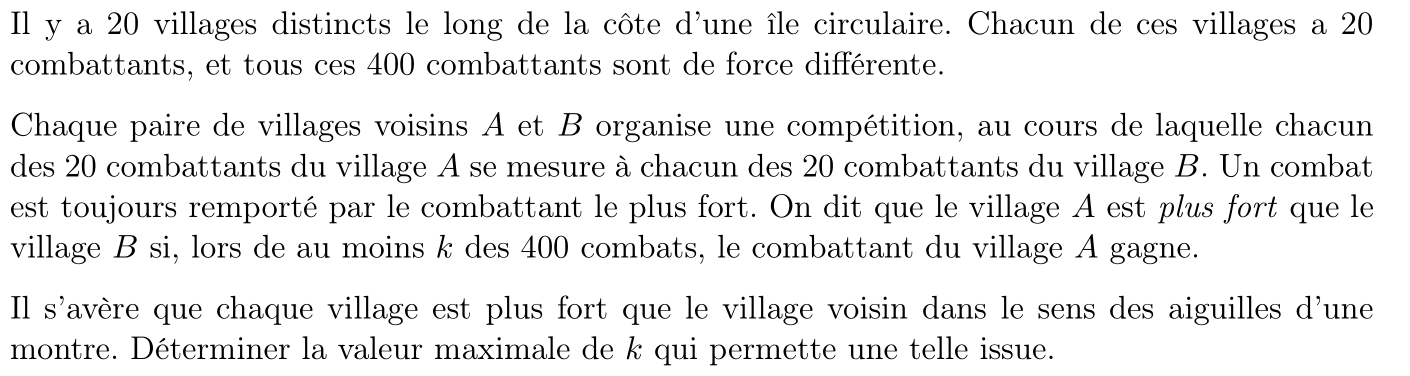 Il y a 20 villages distincts le long de la côte d'une île circulaire. Chacun de ces villages a 20
combattants, et tous ces 400 combattants sont de force différente.
Chaque paire de villages voisins A et B organise une compétition, au cours de laquelle chacun
des 20 combattants du village A se mesure à chacun des 20 combattants du village B. Un combat
est toujours remporté par le combattant le plus fort. On dit que le village A est plus fort que le
village B si, lors de au moins k des 400 combats, le combattant du village A gagne.
Il s'avère que chaque village est plus fort que le village voisin dans le sens des aiguilles d'une
montre. Déterminer la valeur maximale de k qui permette une telle issue.